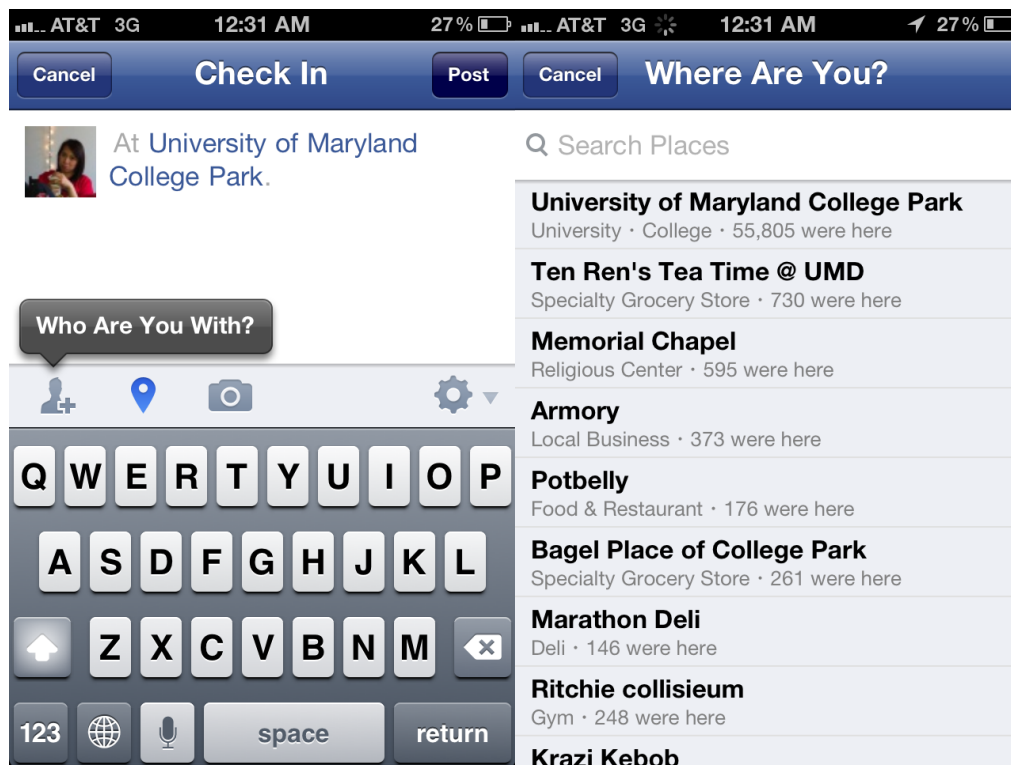 AT&T 3G 12:31 AM 27%
Cancel Check In Post
At University of Maryland
College Park.
Who Are You With?
Q W E R T Y U I O P
A S D F G H J K L
Z X C V B N M
123 space return
AT&T 3G 12:31 AM 27%
Cancel Where Are You?
Search Places
University of Maryland College Park
University · College · 55,805 were here
Ten Ren's Tea Time @ UMD
Specialty Grocery Store · 730 were here
Memorial Chapel
Religious Center · 595 were here
Armory
Local Business · 373 were here
Potbelly
Food & Restaurant · 176 were here
Bagel Place of College Park
Specialty Grocery Store · 261 were here
Marathon Deli
Deli · 146 were here
Ritchie collisieum
Gym · 248 were here
Krazi Kebob